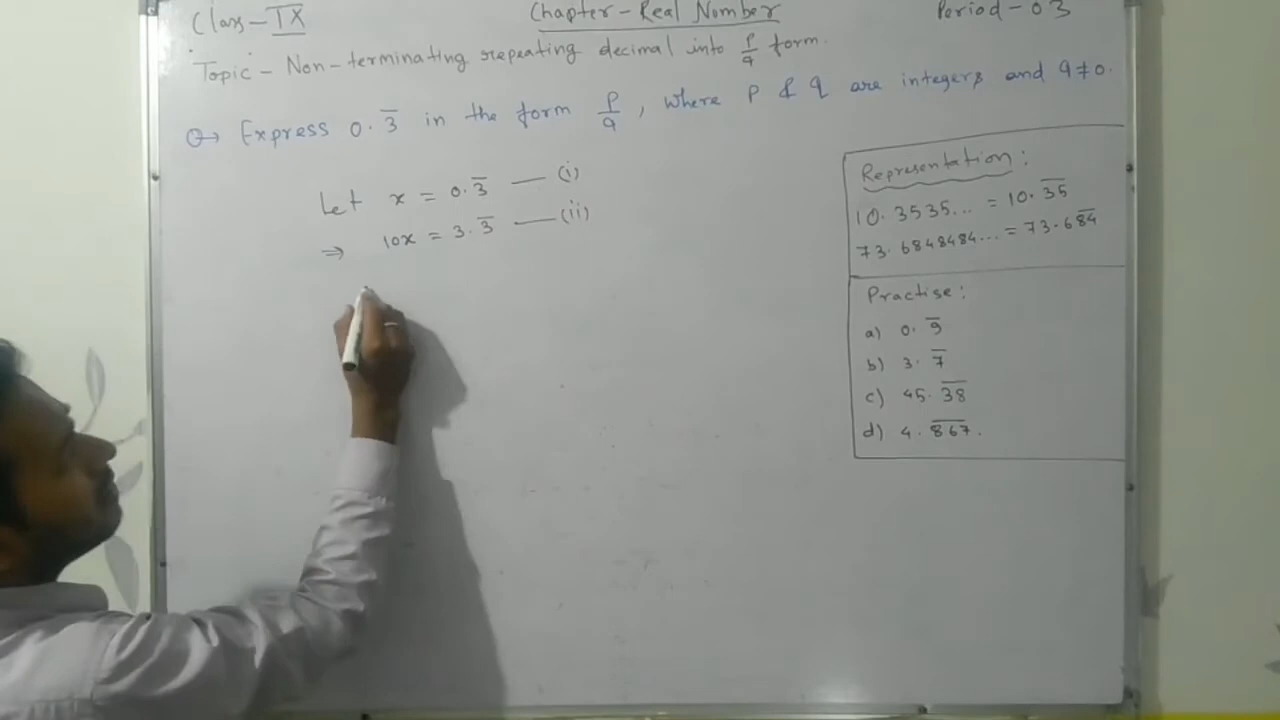 Class-IX Chapter-Real Number Period-03
Topic - Non-terminating repeating decimal into p/q form.
Q→ Express 0.3̅ in the form p/q, where P & q are integers and q≠0.
Let x = 0.3̅ — (i)
⇒ 10x = 3.3̅ — (ii)
Representation:
10.3535... = 10.3̅5̅
73.6848484... = 73.68̅4̅
Practise:
a) 0.9̅
b) 3.7̅
c) 45.3̅8̅
d) 4.8̅6̅7̅.